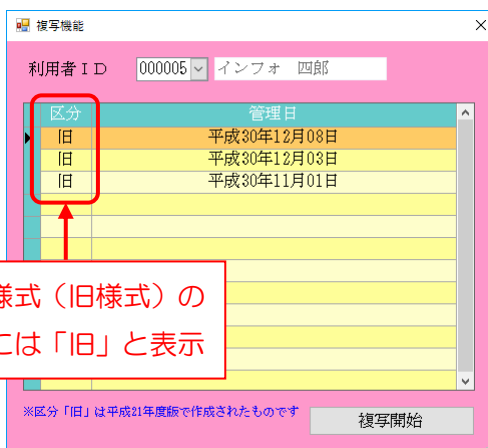 複写機能
利用者ＩＤ 000005 インフォ 四郎
区分 管理日
旧 平成30年12月08日
旧 平成30年12月03日
旧 平成30年11月01日
様式（旧様式）の
には「旧」と表示
※区分「旧」は平成21年度版で作成されたものです
複写開始